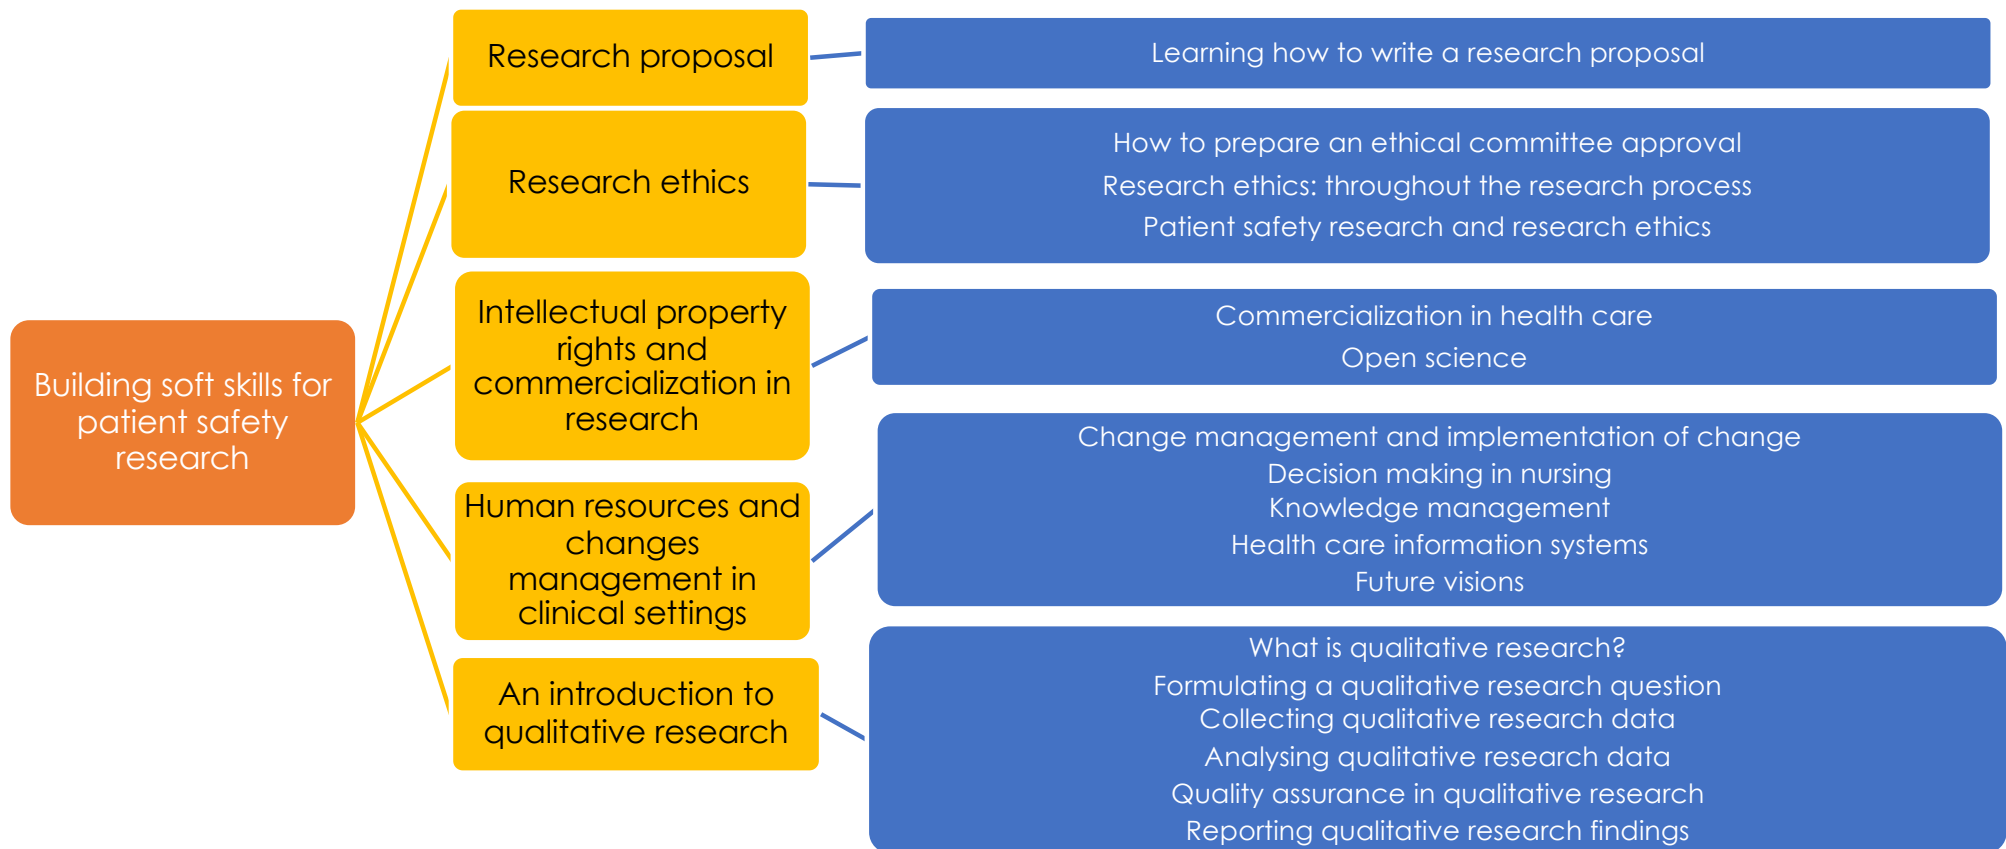 Building soft skills for
patient safety
research
Research proposal
Learning how to write a research proposal
Research ethics
How to prepare an ethical committee approval
Research ethics: throughout the research process
Patient safety research and research ethics
Intellectual property
rights and
commercialization in
research
Commercialization in health care
Open science
Human resources and
changes
management in
clinical settings
Change management and implementation of change
Decision making in nursing
Knowledge management
Health care information systems
Future visions
An introduction to
qualitative research
What is qualitative research?
Formulating a qualitative research question
Collecting qualitative research data
Analysing qualitative research data
Quality assurance in qualitative research
Reporting qualitative research findings